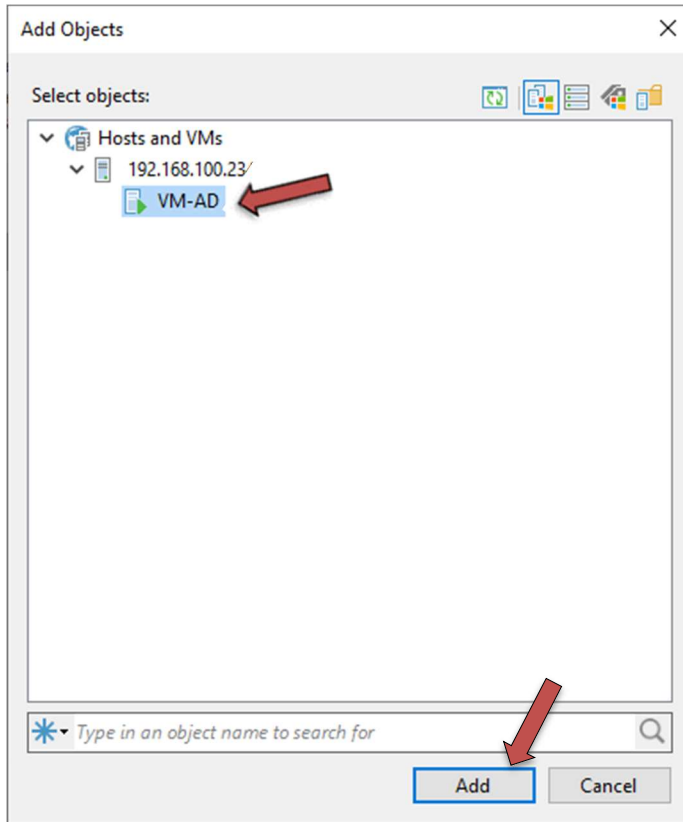 Add Objects
Select objects:
Hosts and VMs
192.168.100.23
VM-AD
Type in an object name to search for
Add Cancel